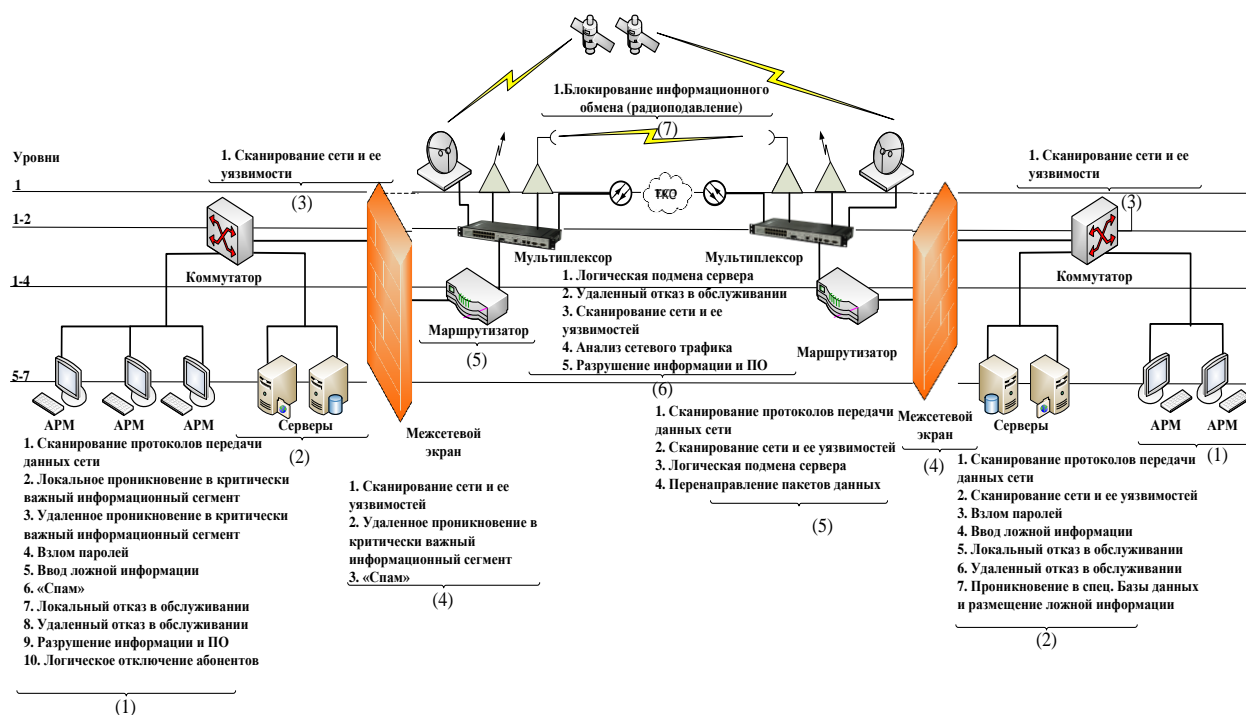 1.Блокирование информационного
обмена (радиоподавление)
(7)
Уровни
1
1-2
1-4
5-7
1. Сканирование сети и ее
уязвимости
(3)
1. Сканирование сети и ее
уязвимости
(3)
Коммутатор
Мультиплексор
Мультиплексор
Коммутатор
Маршрутизатор
(5)
1. Логическая подмена сервера
2. Удаленный отказ в обслуживании
3. Сканирование сети и ее
уязвимостей
4. Анализ сетевого трафика
5. Разрушение информации и ПО
(6)
Маршрутизатор
АРМ
АРМ
АРМ
Серверы
(2)
Межсетевой
экран
Межсетевой
экран
(4)
Серверы
АРМ
АРМ
(1)
1. Сканирование протоколов передачи
данных сети
2. Локальное проникновение в критически
важный информационный сегмент
3. Удаленное проникновение в критически
важный информационный сегмент
4. Взлом паролей
5. Ввод ложной информации
6. «Спам»
7. Локальный отказ в обслуживании
8. Удаленный отказ в обслуживании
9. Разрушение информации и ПО
10. Логическое отключение абонентов
(1)
1. Сканирование сети и ее
уязвимостей
2. Удаленное проникновение в
критически важный
информационный сегмент
3. «Спам»
(4)
1. Сканирование протоколов передачи
данных сети
2. Сканирование сети и ее уязвимостей
3. Логическая подмена сервера
4. Перенаправление пакетов данных
(5)
1. Сканирование протоколов передачи
данных сети
2. Сканирование сети и ее уязвимостей
3. Взлом паролей
4. Ввод ложной информации
5. Локальный отказ в обслуживании
6. Удаленный отказ в обслуживании
7. Проникновение в спец. Базы данных
и размещение ложной информации
(2)